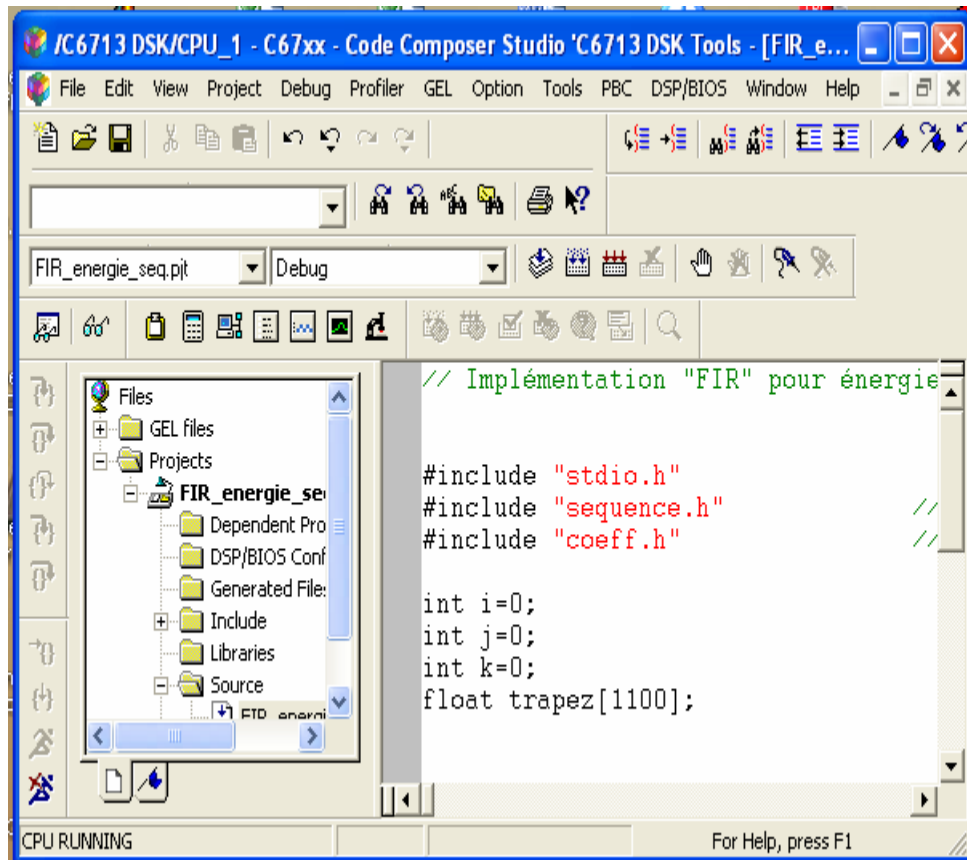 /C6713 DSK/CPU_1 - C67xx - Code Composer Studio 'C6713 DSK Tools - [FIR_e...
File Edit View Project Debug Profiler GEL Option Tools PBC DSP/BIOS Window Help
FIR_energie_seq.pjt Debug
Files
GEL files
Projects
FIR_energie_se
Dependent Pro
DSP/BIOS Conf
Generated File:
Include
Libraries
Source
FIR_energi
// Implémentation "FIR" pour énergie
#include "stdio.h"
#include "sequence.h" //
#include "coeff.h" //
int i=0;
int j=0;
int k=0;
float trapez[1100];
CPU RUNNING
For Help, press F1